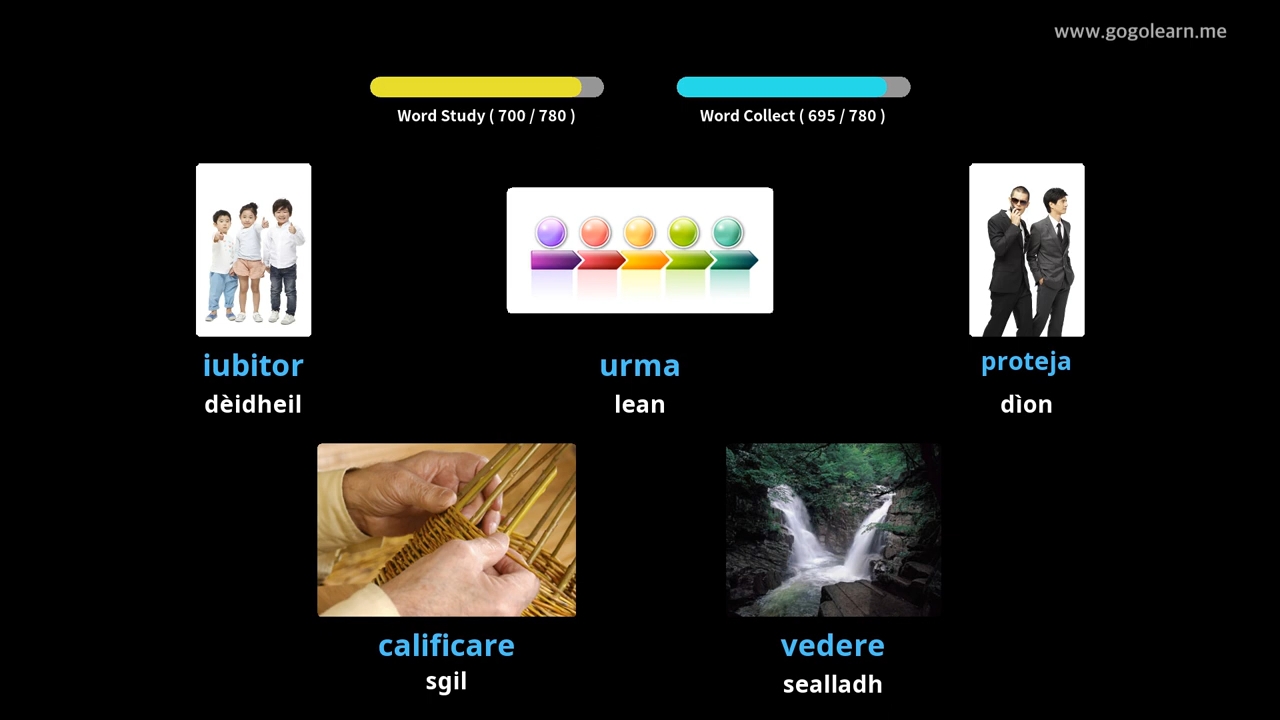 www.gogolearn.me
Word Study ( 700 / 780 )
Word Collect ( 695 / 780 )
iubitor
dèidheil
urma
lean
proteja
dìon
calificare
sgil
vedere
sealladh